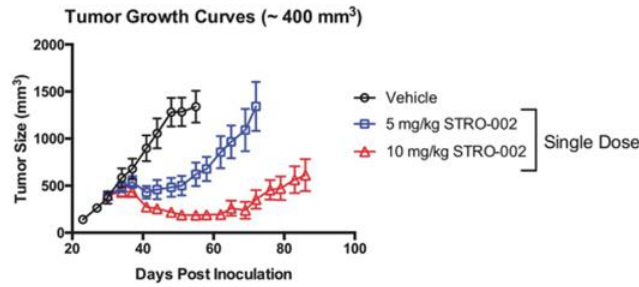 Tumor Growth Curves (~ 400 mm³)
Tumor Size (mm³)
2000
1500
1000
500
0
20
40
60
80
100
Days Post Inoculation
Vehicle
5 mg/kg STRO-002
10 mg/kg STRO-002
Single Dose